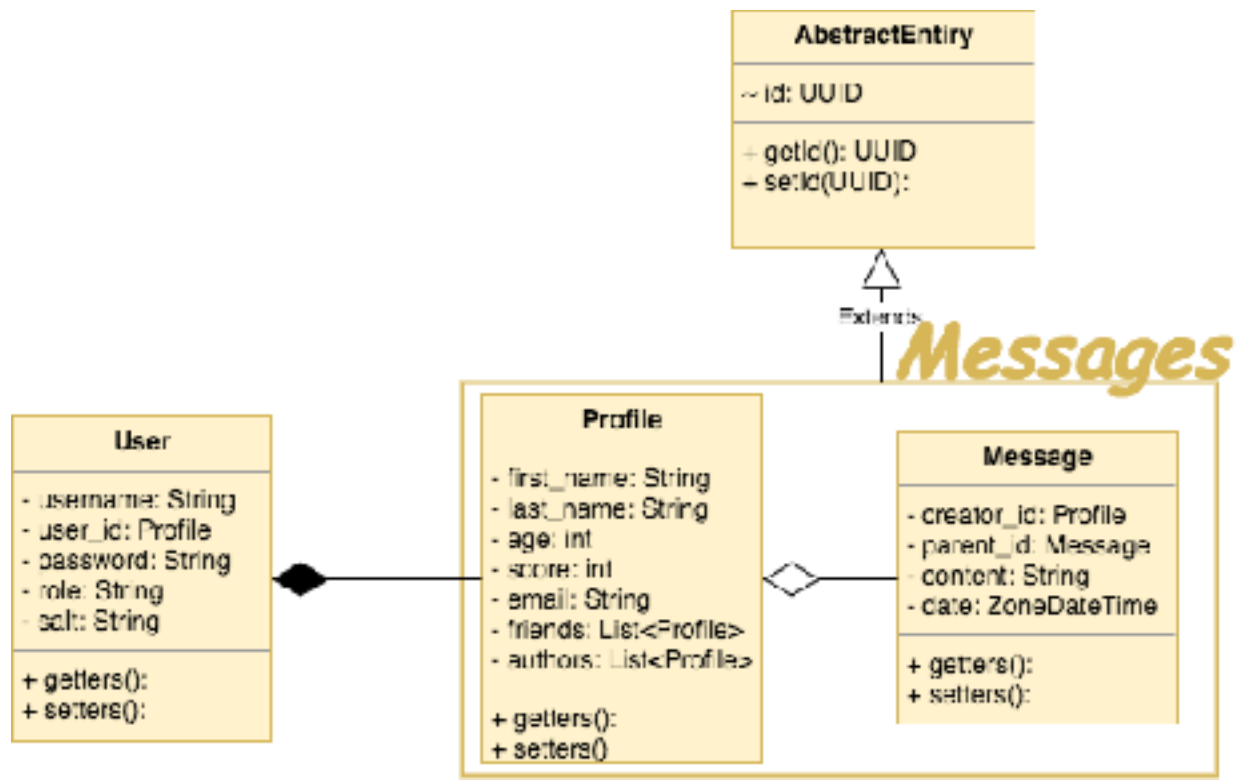 AbstractEntiry
~ id: UUID
+ getId(): UUID
+ setId(UUID):
Extends
Messages
User
- username: String
- user_id: Profile
- password: String
- role: String
- salt: String
+ getters():
+ setters():
Profile
- first_name: String
- last_name: String
- age: int
- score: int
- email: String
- friends: List<Profile>
- authors: List<Profile>
+ getters():
+ setters()
Message
- creator_id: Profile
- parent_id: Message
- content: String
- date: ZoneDateTime
+ getters():
+ setters():